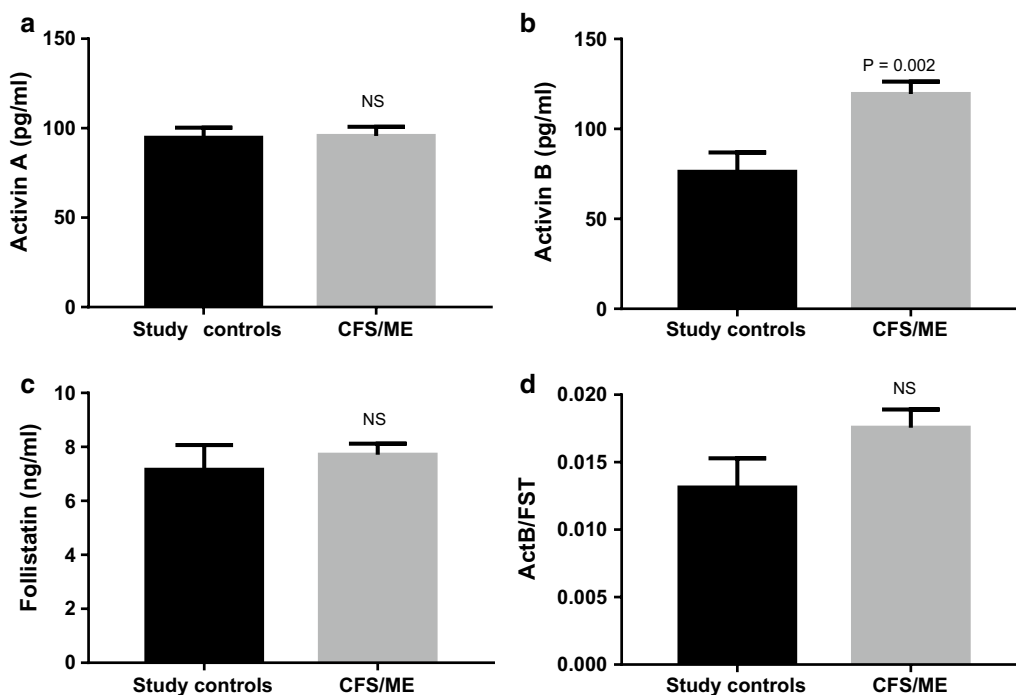 a
150
100
50
0
Activin A (pg/ml)
NS
Study controls
CFS/ME
b
150
100
50
0
Activin B (pg/ml)
P = 0.002
Study controls
CFS/ME
c
10
8
6
4
2
0
Follistatin (ng/ml)
NS
Study controls
CFS/ME
d
0.020
0.015
0.010
0.005
0.000
ActB/FST
NS
Study controls
CFS/ME